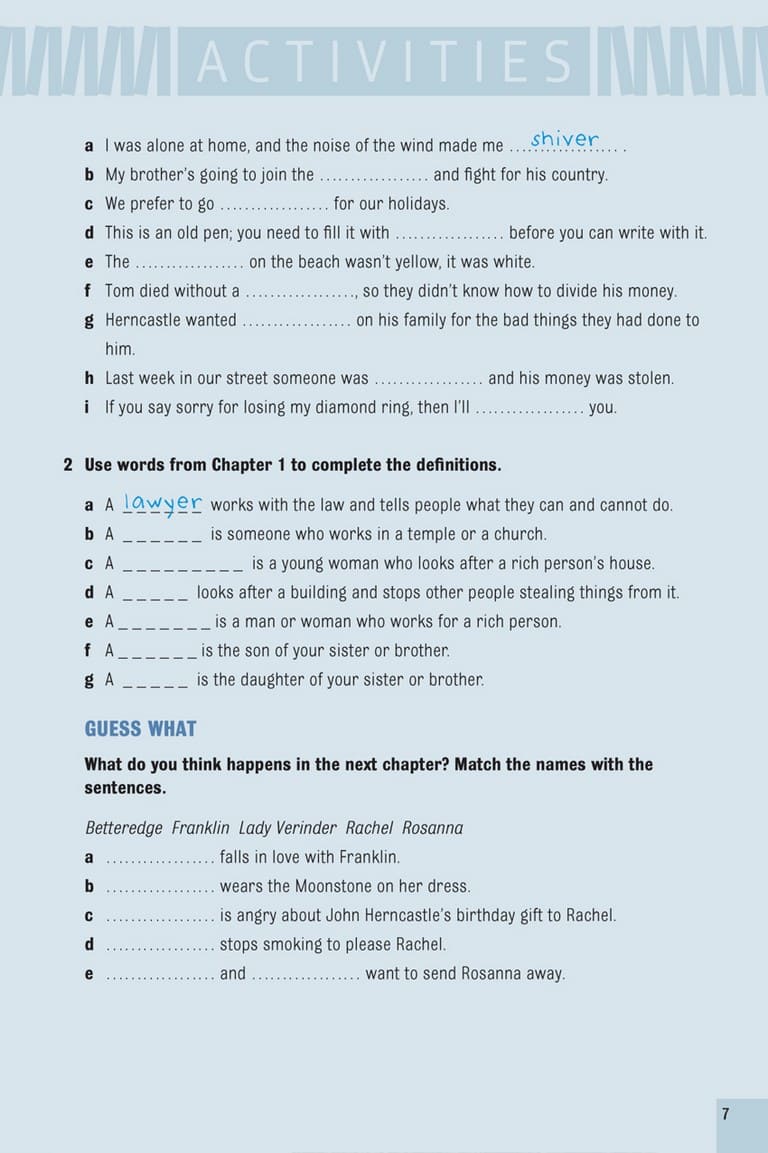 ACTIVITIES
a I was alone at home, and the noise of the wind made me ...shiver... .
b My brother's going to join the .................. and fight for his country.
c We prefer to go .................. for our holidays.
d This is an old pen; you need to fill it with .................. before you can write with it.
e The .................. on the beach wasn't yellow, it was white.
f Tom died without a .................., so they didn't know how to divide his money.
g Herncastle wanted .................. on his family for the bad things they had done to
him.
h Last week in our street someone was .................. and his money was stolen.
i If you say sorry for losing my diamond ring, then I'll .................. you.
2 Use words from Chapter 1 to complete the definitions.
a A lawyer works with the law and tells people what they can and cannot do.
b A _ _ _ _ _ _ is someone who works in a temple or a church.
c A _ _ _ _ _ _ _ _ _ is a young woman who looks after a rich person's house.
d A _ _ _ _ _ looks after a building and stops other people stealing things from it.
e A _ _ _ _ _ _ _ is a man or woman who works for a rich person.
f A _ _ _ _ _ _ is the son of your sister or brother.
g A _ _ _ _ _ is the daughter of your sister or brother.
GUESS WHAT
What do you think happens in the next chapter? Match the names with the
sentences.
Betteredge Franklin Lady Verinder Rachel Rosanna
a .................. falls in love with Franklin.
b .................. wears the Moonstone on her dress.
c .................. is angry about John Herncastle's birthday gift to Rachel.
d .................. stops smoking to please Rachel.
e .................. and .................. want to send Rosanna away.
7